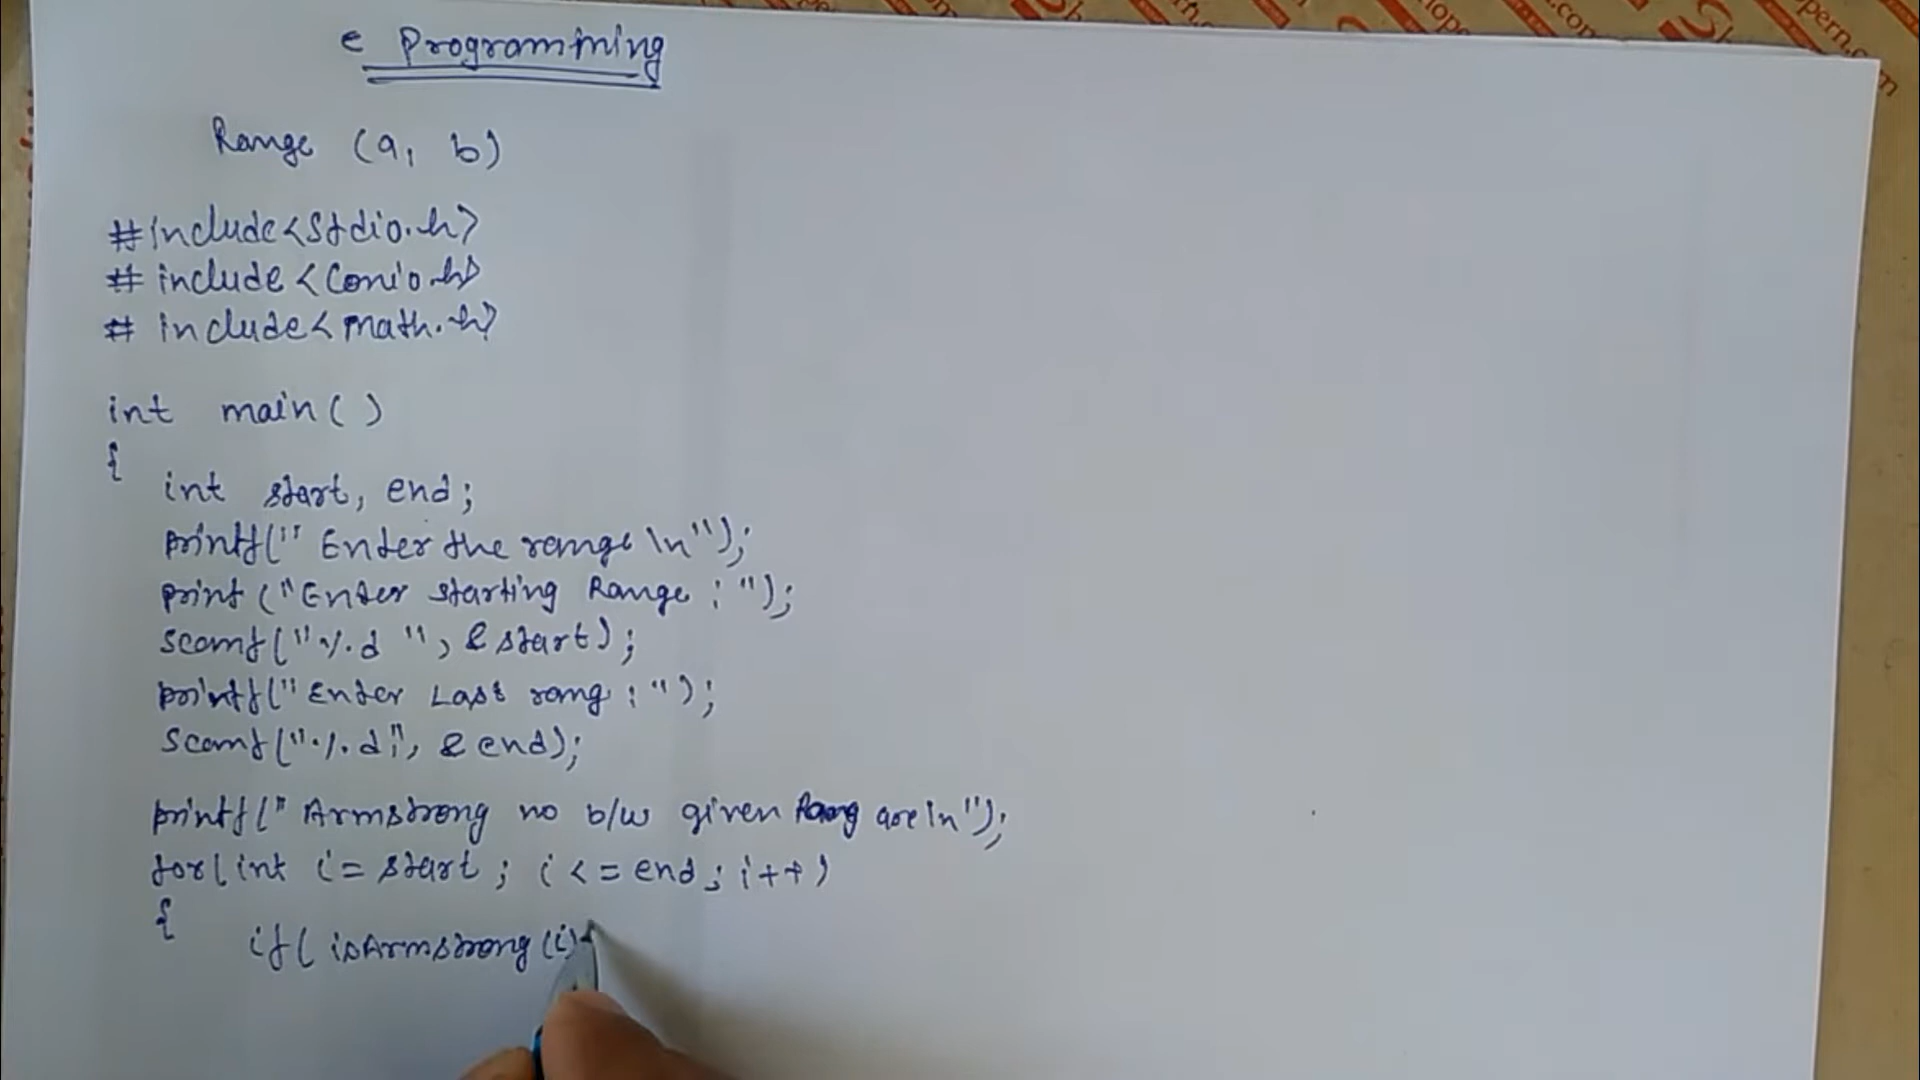 C Programming
Range (a, b)
#include<stdio.h>
# include <conio.h>
# include<math.h>
int main()
{
int start, end;
printf(" Enter the range \n");
print ("Enter starting Range : ");
scanf("%d ", &start);
printf(" Enter Last rang : ");
scanf("%d", & end);
printf(" Armstrong no b/w given Rang are \n");
for(int i= start ; i <= end ; i++)
{
if( isArmstrong (i)